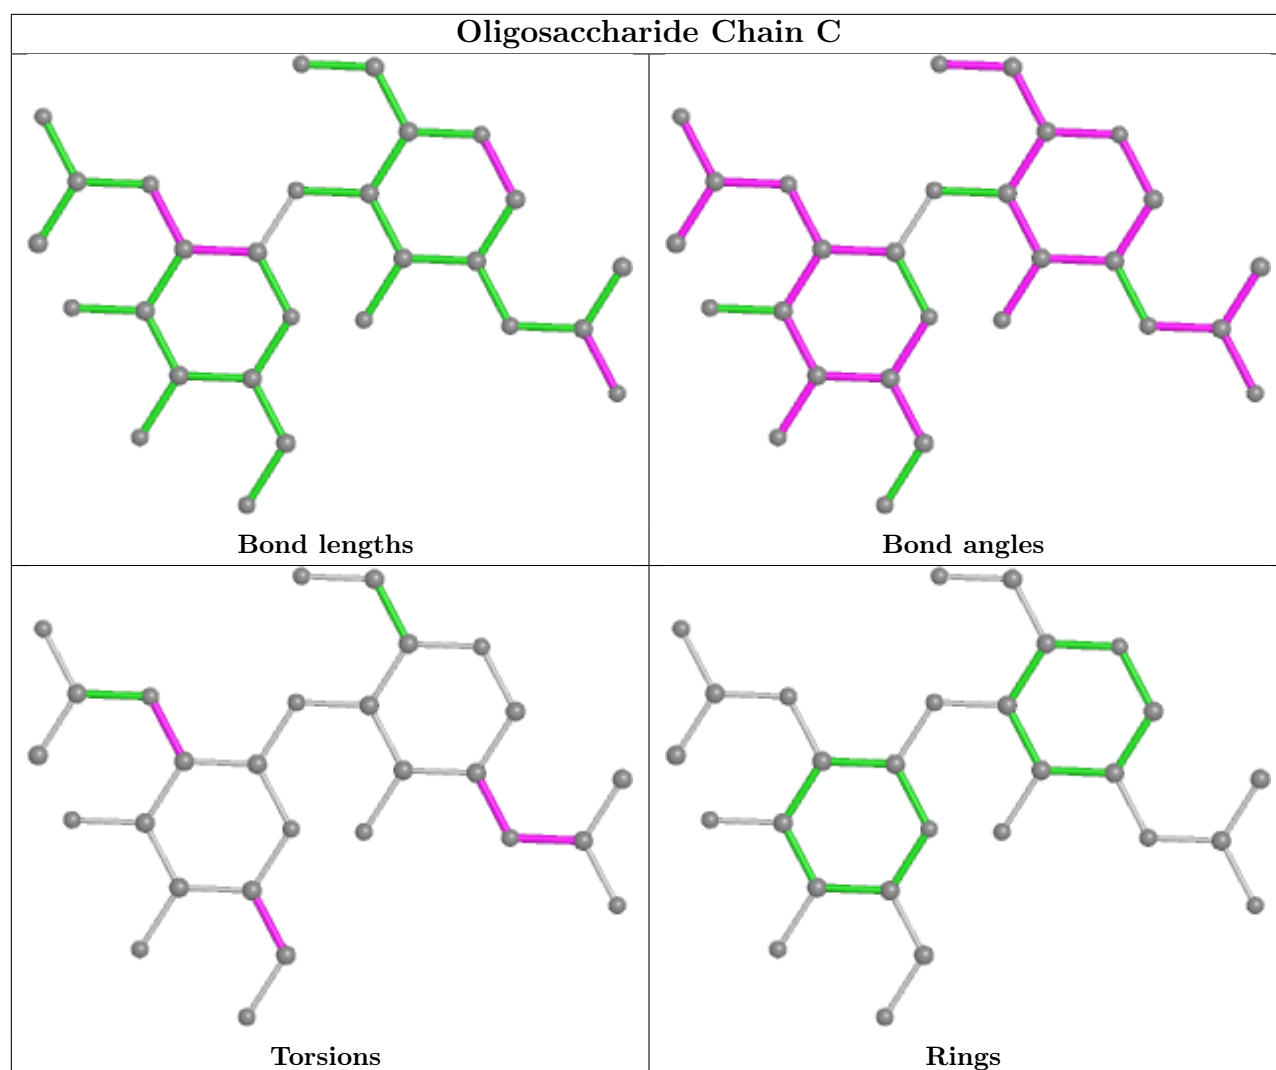 Oligosaccharide Chain C
Bond lengths
Bond angles
Torsions
Rings